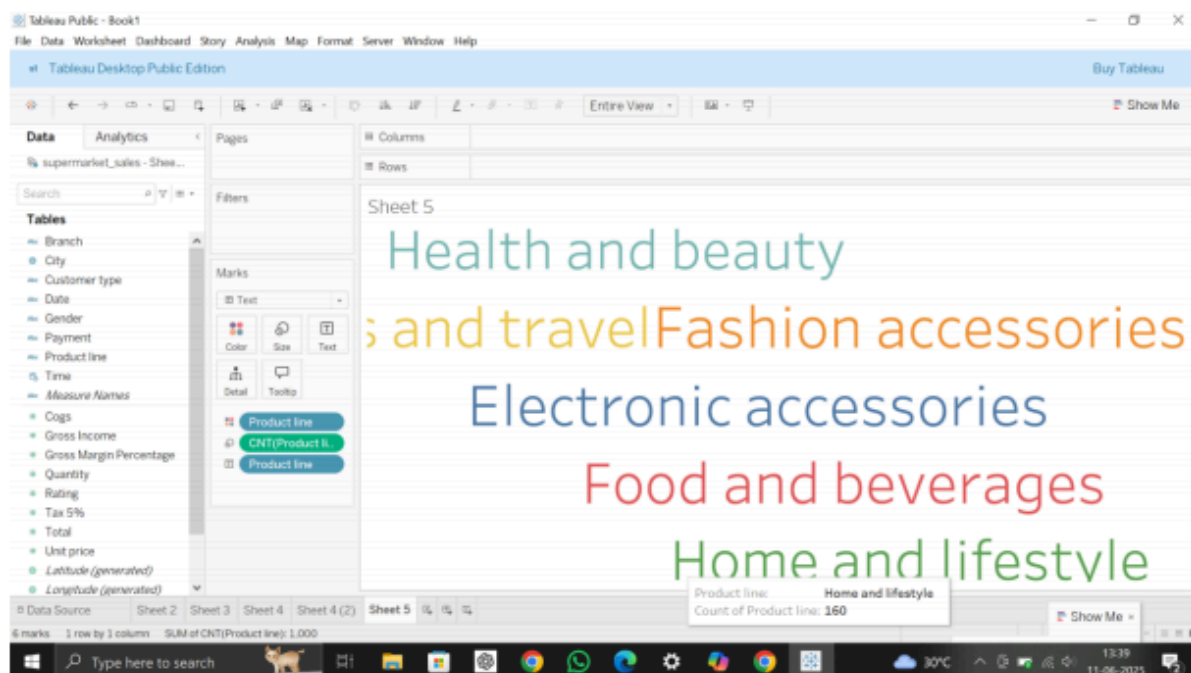 Tableau Public - Book1
File Data Worksheet Dashboard Story Analysis Map Format Server Window Help
Tableau Desktop Public Edition Buy Tableau
Entire View Show Me
Data Analytics
supermarket_sales - Shee...
Search
Tables
Branch
City
Customer type
Date
Gender
Payment
Product line
Time
Measure Names
Cogs
Gross Income
Gross Margin Percentage
Quantity
Rating
Tax 5%
Total
Unit price
Latitude (generated)
Longitude (generated)
Pages
Filters
Marks
Text
Color Size Text
Detail Tooltip
Product line
CNT(Product li..
Product line
Columns
Rows
Sheet 5
Health and beauty
s and travel Fashion accessories
Electronic accessories
Food and beverages
Home and lifestyle
Product line: Home and lifestyle
Count of Product line: 160
Data Source Sheet 2 Sheet 3 Sheet 4 Sheet 4 (2) Sheet 5
Show Me
6 marks 1 row by 1 column SUM of CNT(Product line): 1,000
Type here to search 30°C 13:39
11-06-2025